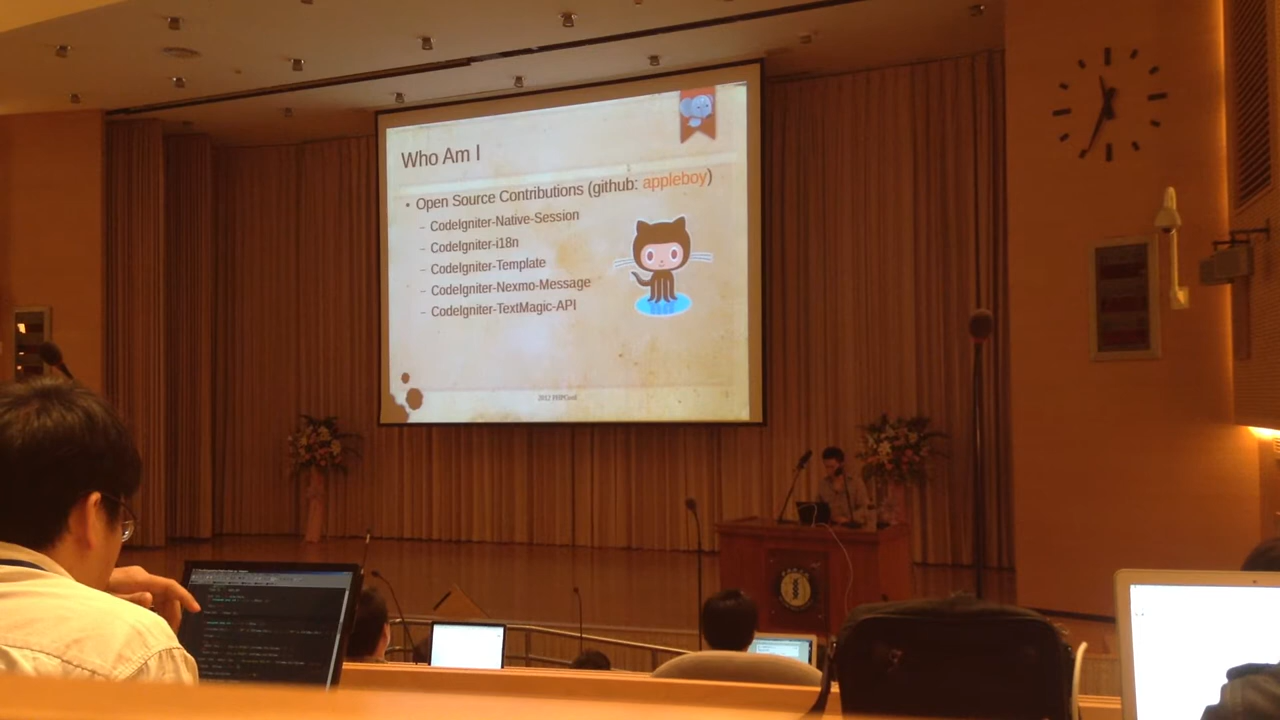 Who Am I
• Open Source Contributions (github: appleboy)
– CodeIgniter-Native-Session
– CodeIgniter-i18n
– CodeIgniter-Template
– CodeIgniter-Nexmo-Message
– CodeIgniter-TextMagic-API
2012 PHPConf